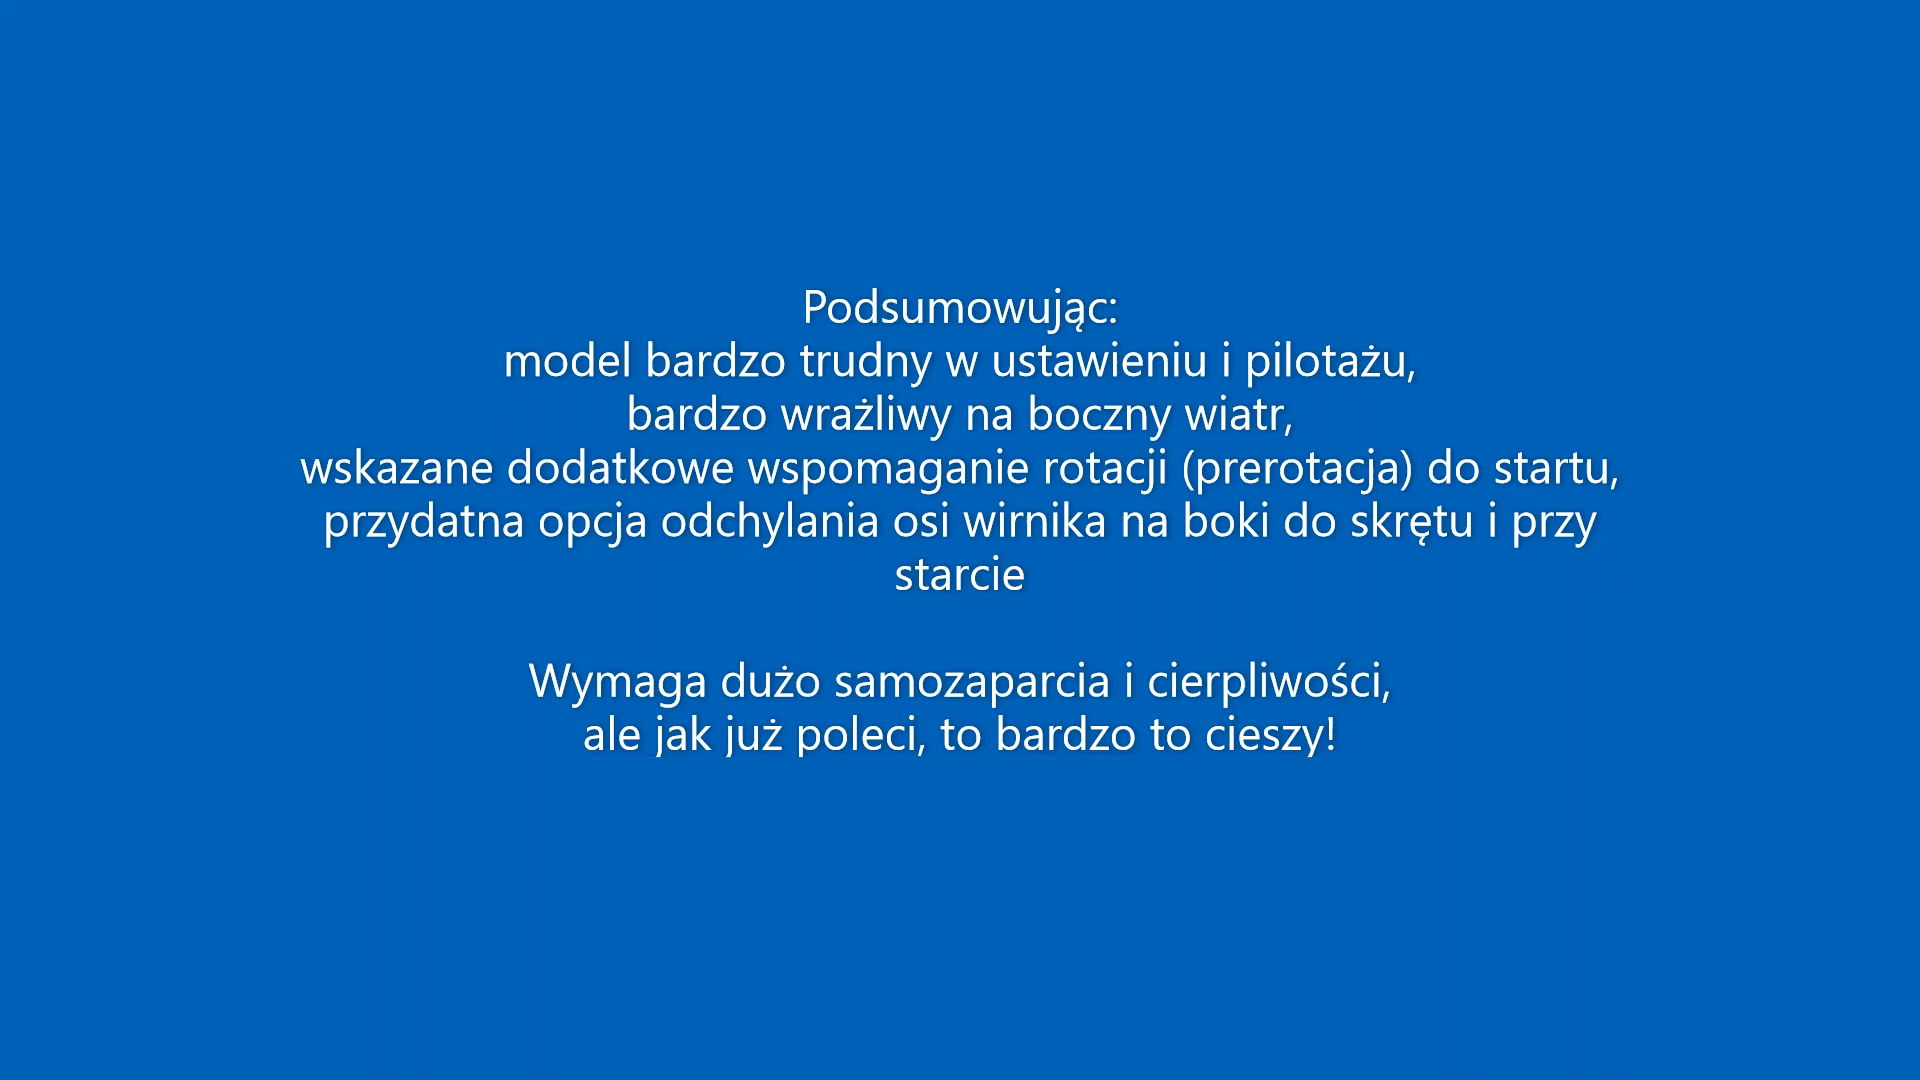 Podsumowując:
model bardzo trudny w ustawieniu i pilotażu,
bardzo wrażliwy na boczny wiatr,
wskazane dodatkowe wspomaganie rotacji (prerotacja) do startu,
przydatna opcja odchylania osi wirnika na boki do skrętu i przy
starcie
Wymaga dużo samozaparcia i cierpliwości,
ale jak już poleci, to bardzo to cieszy!